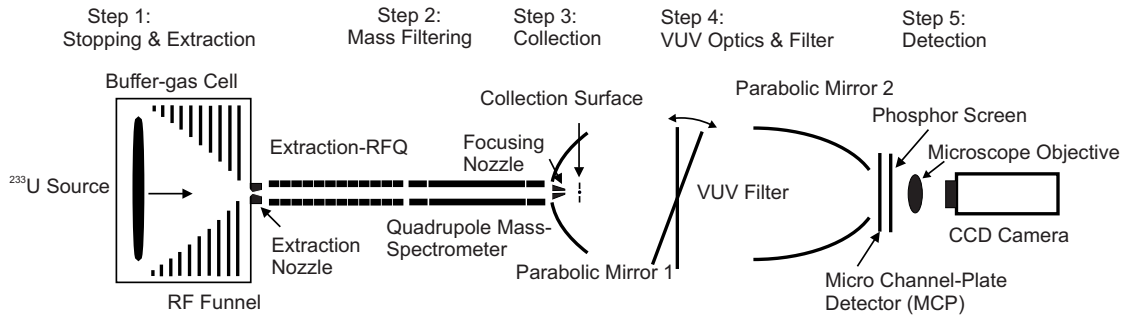 Step 1:
Stopping & Extraction
Step 2:
Mass Filtering
Step 3:
Collection
Step 4:
VUV Optics & Filter
Step 5:
Detection
Buffer-gas Cell
Collection Surface
Parabolic Mirror 2
Phosphor Screen
Extraction-RFQ
Focusing
Nozzle
Microscope Objective
²³³U Source
VUV Filter
Extraction
Nozzle
Quadrupole Mass-
Spectrometer
CCD Camera
Parabolic Mirror 1
Micro Channel-Plate
Detector (MCP)
RF Funnel